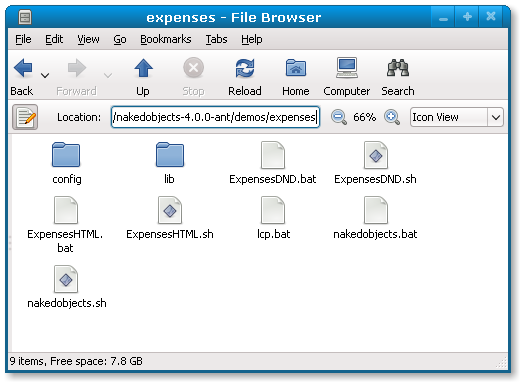 expenses - File Browser
File Edit View Go Bookmarks Tabs Help
Back Forward Up Stop Reload Home Computer Search
Location: /nakedobjects-4.0.0-ant/demos/expenses 66% Icon View
config lib ExpensesDND.bat ExpensesDND.sh
ExpensesHTML.bat ExpensesHTML.sh lcp.bat nakedobjects.bat
nakedobjects.sh
9 items, Free space: 7.8 GB